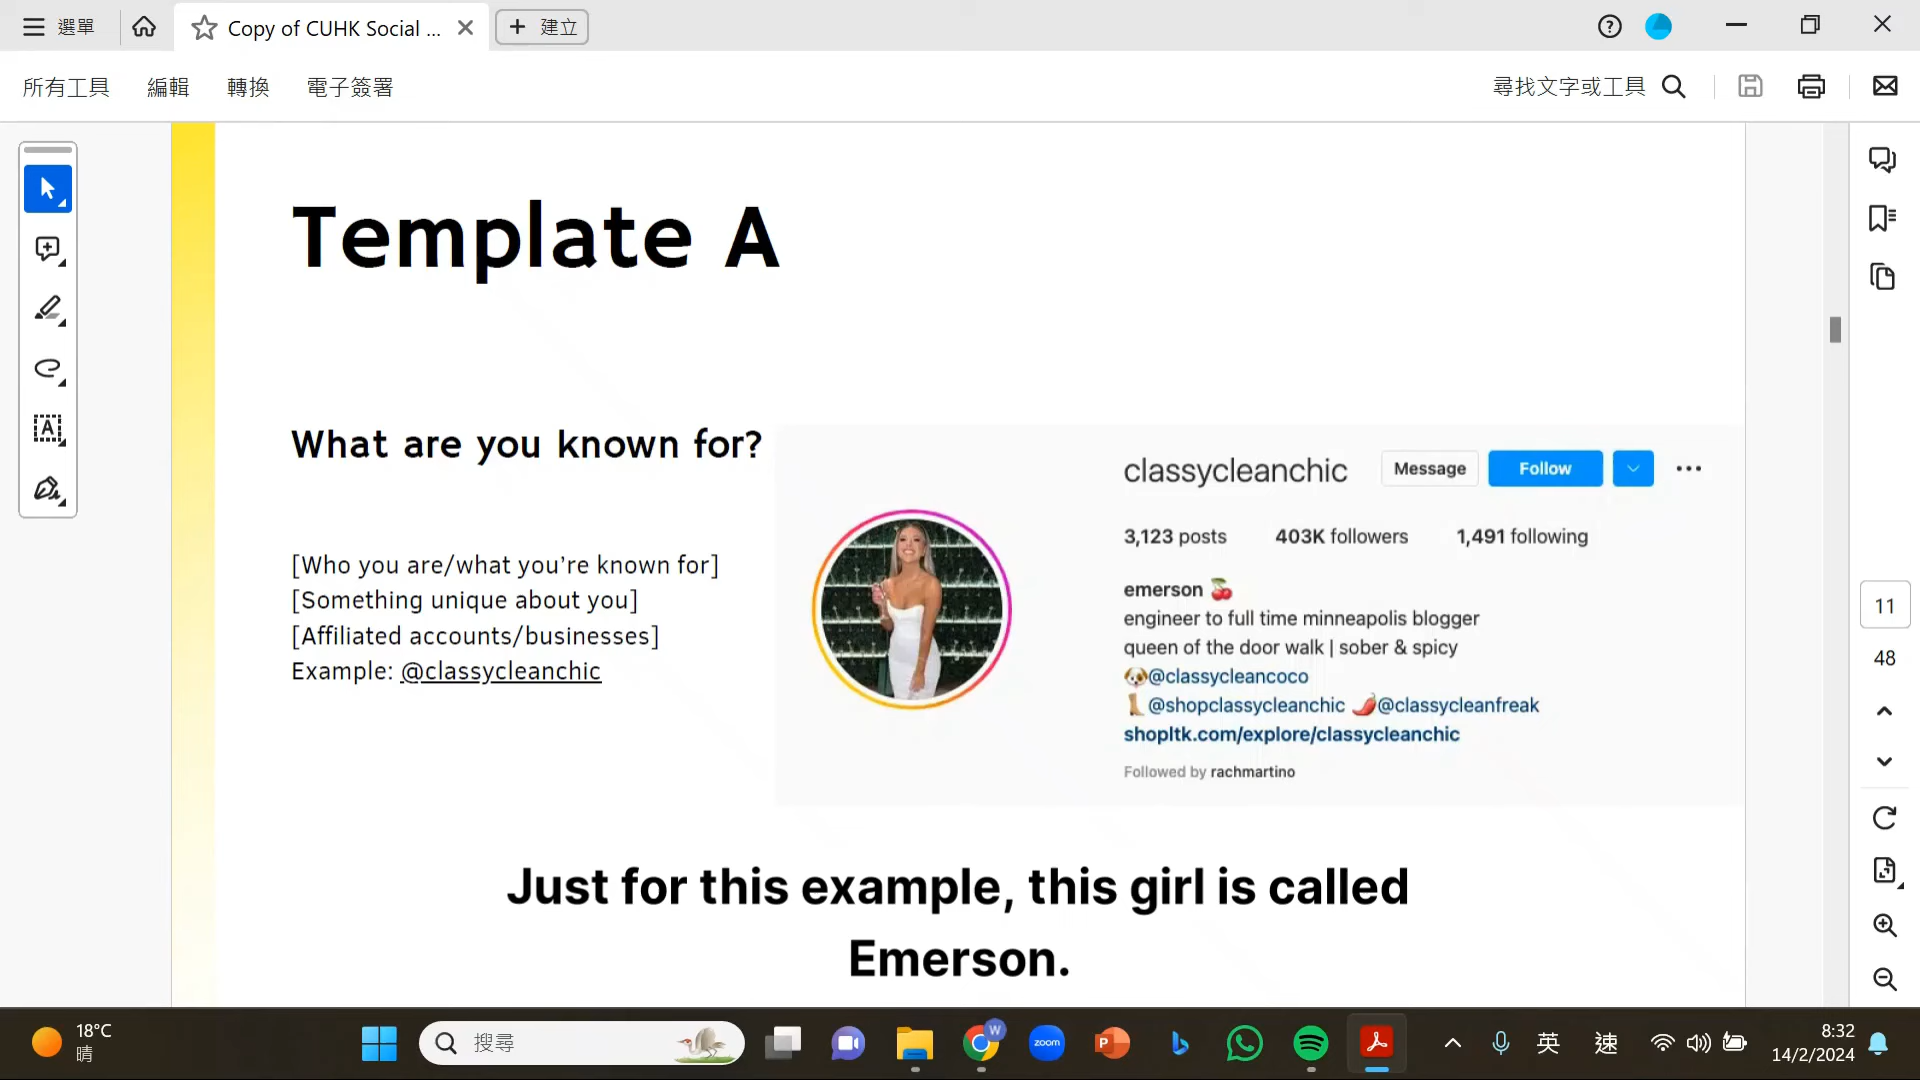 選單
Copy of CUHK Social ...
建立
所有工具
編輯
轉換
電子簽署
尋找文字或工具
Template A
What are you known for?
[Who you are/what you’re known for]
[Something unique about you]
[Affiliated accounts/businesses]
Example: @classycleanchic
classycleanchic
Message
Follow
3,123 posts 403K followers 1,491 following
emerson
engineer to full time minneapolis blogger
queen of the door walk | sober & spicy
@classycleancoco
@shopclassycleanchic @classycleanfreak
shopltk.com/explore/classycleanchic
Followed by rachmartino
Just for this example, this girl is called
Emerson.
11
48
18°C
晴
搜尋
W
zoom
P
英
速
8:32
14/2/2024